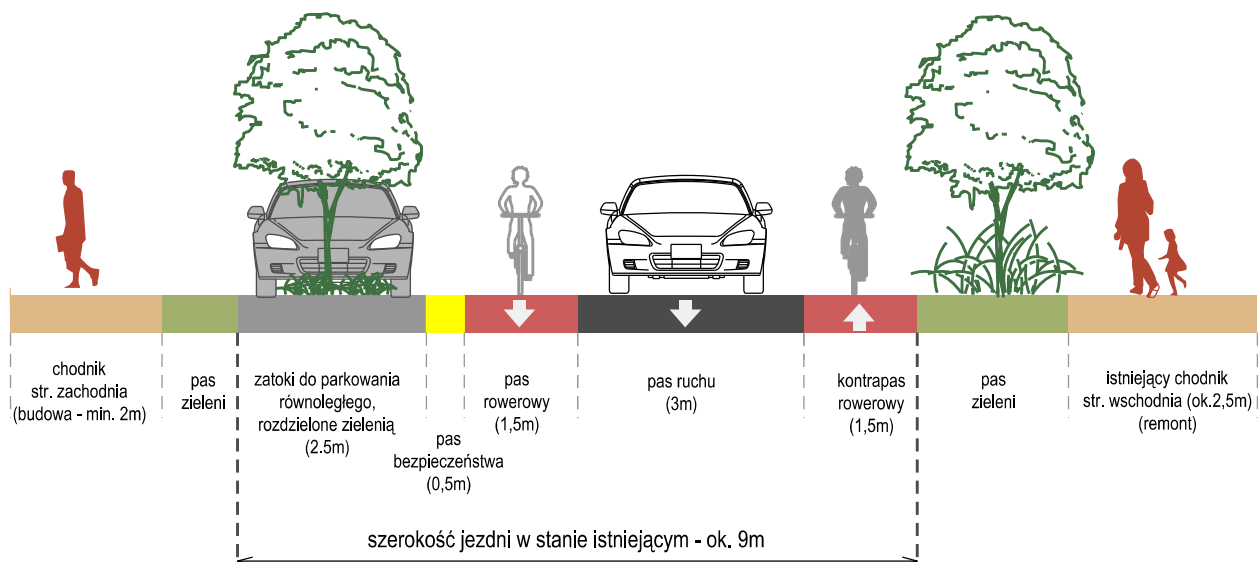 chodnik
str. zachodnia
(budowa - min. 2m)
pas
zieleni
zatoki do parkowania
równoległego,
rozdzielone zielenią
(2.5m)
pas
bezpieczeństwa
(0,5m)
pas
rowerowy
(1,5m)
pas ruchu
(3m)
kontrapas
rowerowy
(1,5m)
pas
zieleni
istniejący chodnik
str. wschodnia (ok.2,5m)
(remont)
szerokość jezdni w stanie istniejącym - ok. 9m